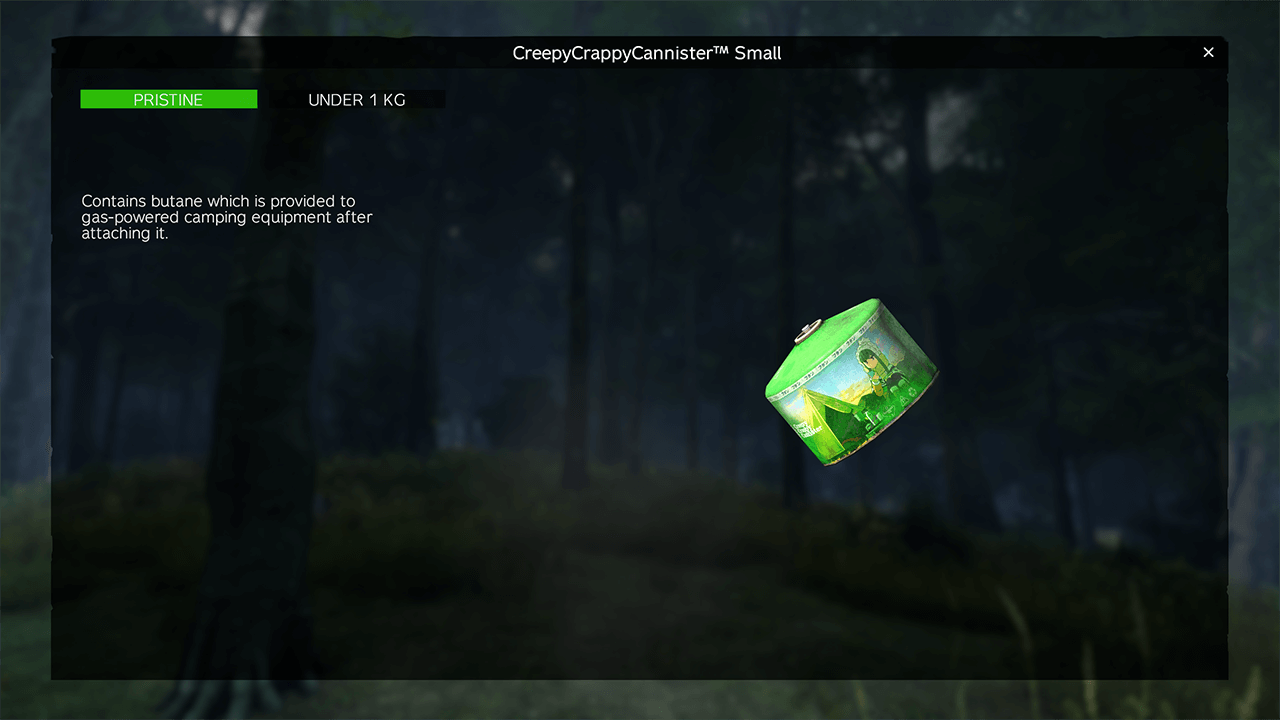 CreepyCrappyCannister™ Small
PRISTINE
UNDER 1 KG
Contains butane which is provided to
gas-powered camping equipment after
attaching it.